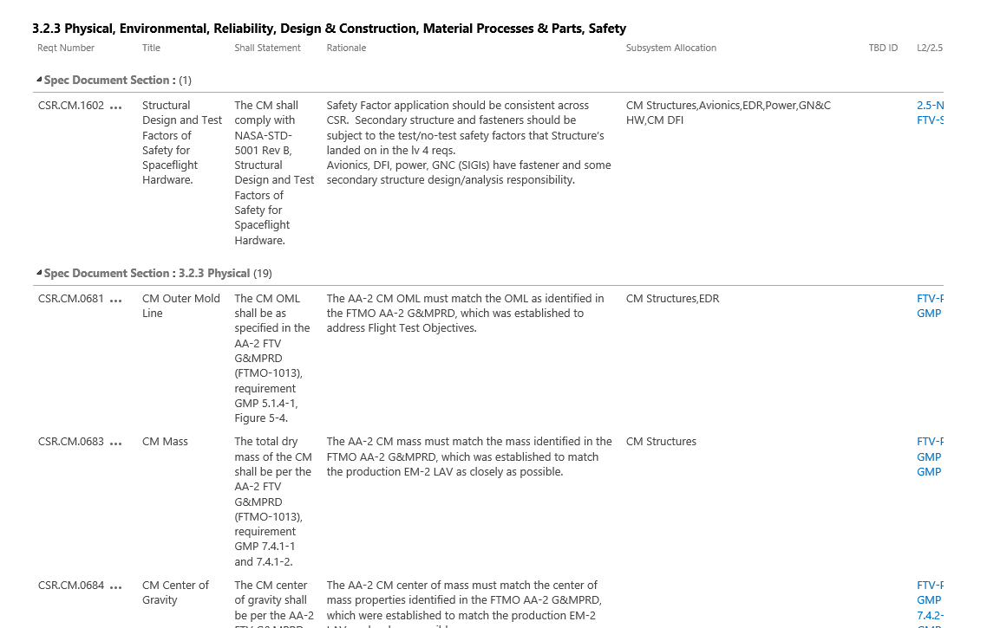 3.2.3 Physical, Environmental, Reliability, Design & Construction, Material Processes & Parts, Safety
Reqt Number Title Shall Statement Rationale Subsystem Allocation TBD ID L2/2.5
Spec Document Section : (1)
CSR.CM.1602 ... Structural The CM shall Safety Factor application should be consistent across CM Structures,Avionics,EDR,Power,GN&C 2.5-N
Design and Test comply with CSR. Secondary structure and fasteners should be HW,CM DFI FTV-S
Factors of NASA-STD- subject to the test/no-test safety factors that Structure's
Safety for 5001 Rev B, landed on in the lv 4 reqs.
Spaceflight Structural Avionics, DFI, power, GNC (SIGIs) have fastener and some
Hardware. Design and Test secondary structure design/analysis responsibility.
Factors of
Safety for
Spaceflight
Hardware.
Spec Document Section : 3.2.3 Physical (19)
CSR.CM.0681 ... CM Outer Mold The CM OML The AA-2 CM OML must match the OML as identified in CM Structures,EDR FTV-P
Line shall be as the FTMO AA-2 G&MPRD, which was established to GMP
specified in the address Flight Test Objectives.
AA-2 FTV
G&MPRD
(FTMO-1013),
requirement
GMP 5.1.4-1,
Figure 5-4.
CSR.CM.0683 ... CM Mass The total dry The AA-2 CM mass must match the mass identified in the CM Structures FTV-P
mass of the CM FTMO AA-2 G&MPRD, which was established to match GMP
shall be per the the production EM-2 LAV as closely as possible. GMP
AA-2 FTV
G&MPRD
(FTMO-1013),
requirement
GMP 7.4.1-1
and 7.4.1-2.
CSR.CM.0684 ... CM Center of The CM center The AA-2 CM center of mass must match the center of FTV-P
Gravity of gravity shall mass properties identified in the FTMO AA-2 G&MPRD, GMP
be per the AA-2 which were established to match the production EM-2 7.4.2-